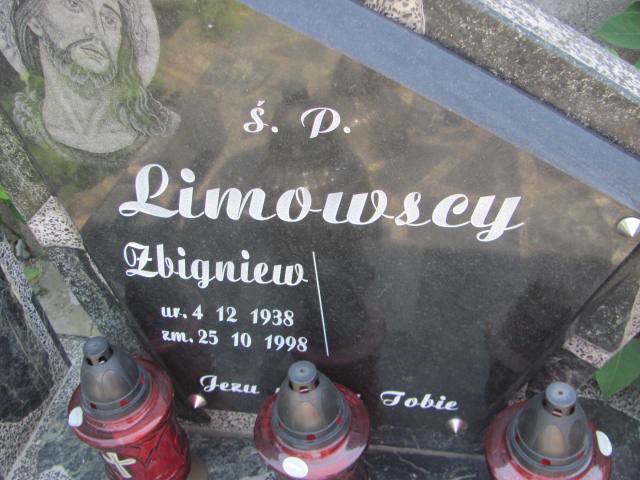 Ś. P.
Limowscy
Zbigniew
ur. 4 12 1938
zm. 25 10 1998
Jezu Tobie